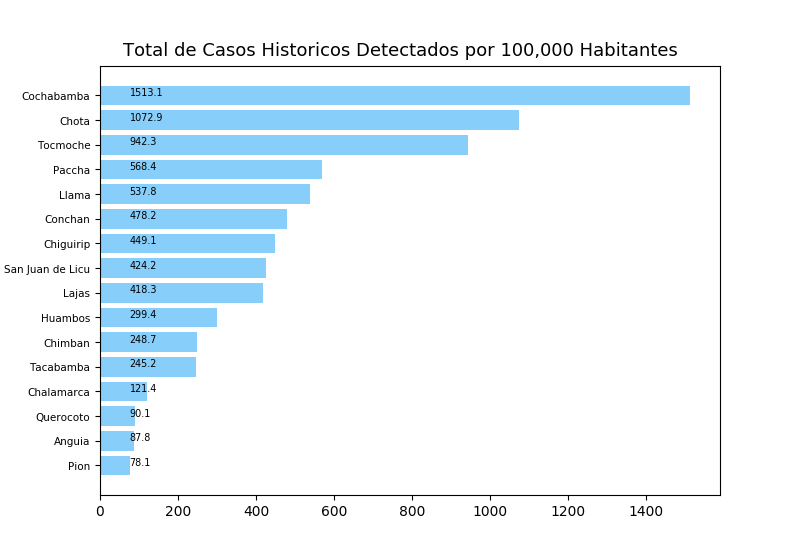 Total de Casos Historicos Detectados por 100,000 Habitantes
Cochabamba 1513.1
Chota 1072.9
Tocmoche 942.3
Paccha 568.4
Llama 537.8
Conchan 478.2
Chiguirip 449.1
San Juan de Licu 424.2
Lajas 418.3
Huambos 299.4
Chimban 248.7
Tacabamba 245.2
Chalamarca 121.4
Querocoto 90.1
Anguia 87.8
Pion 78.1
0 200 400 600 800 1000 1200 1400